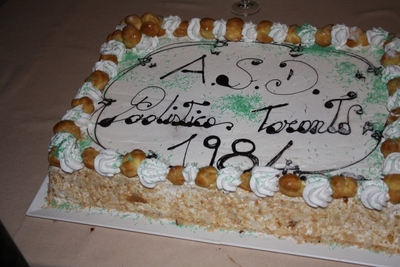 A.S.D.
Podistica Taranto
1984